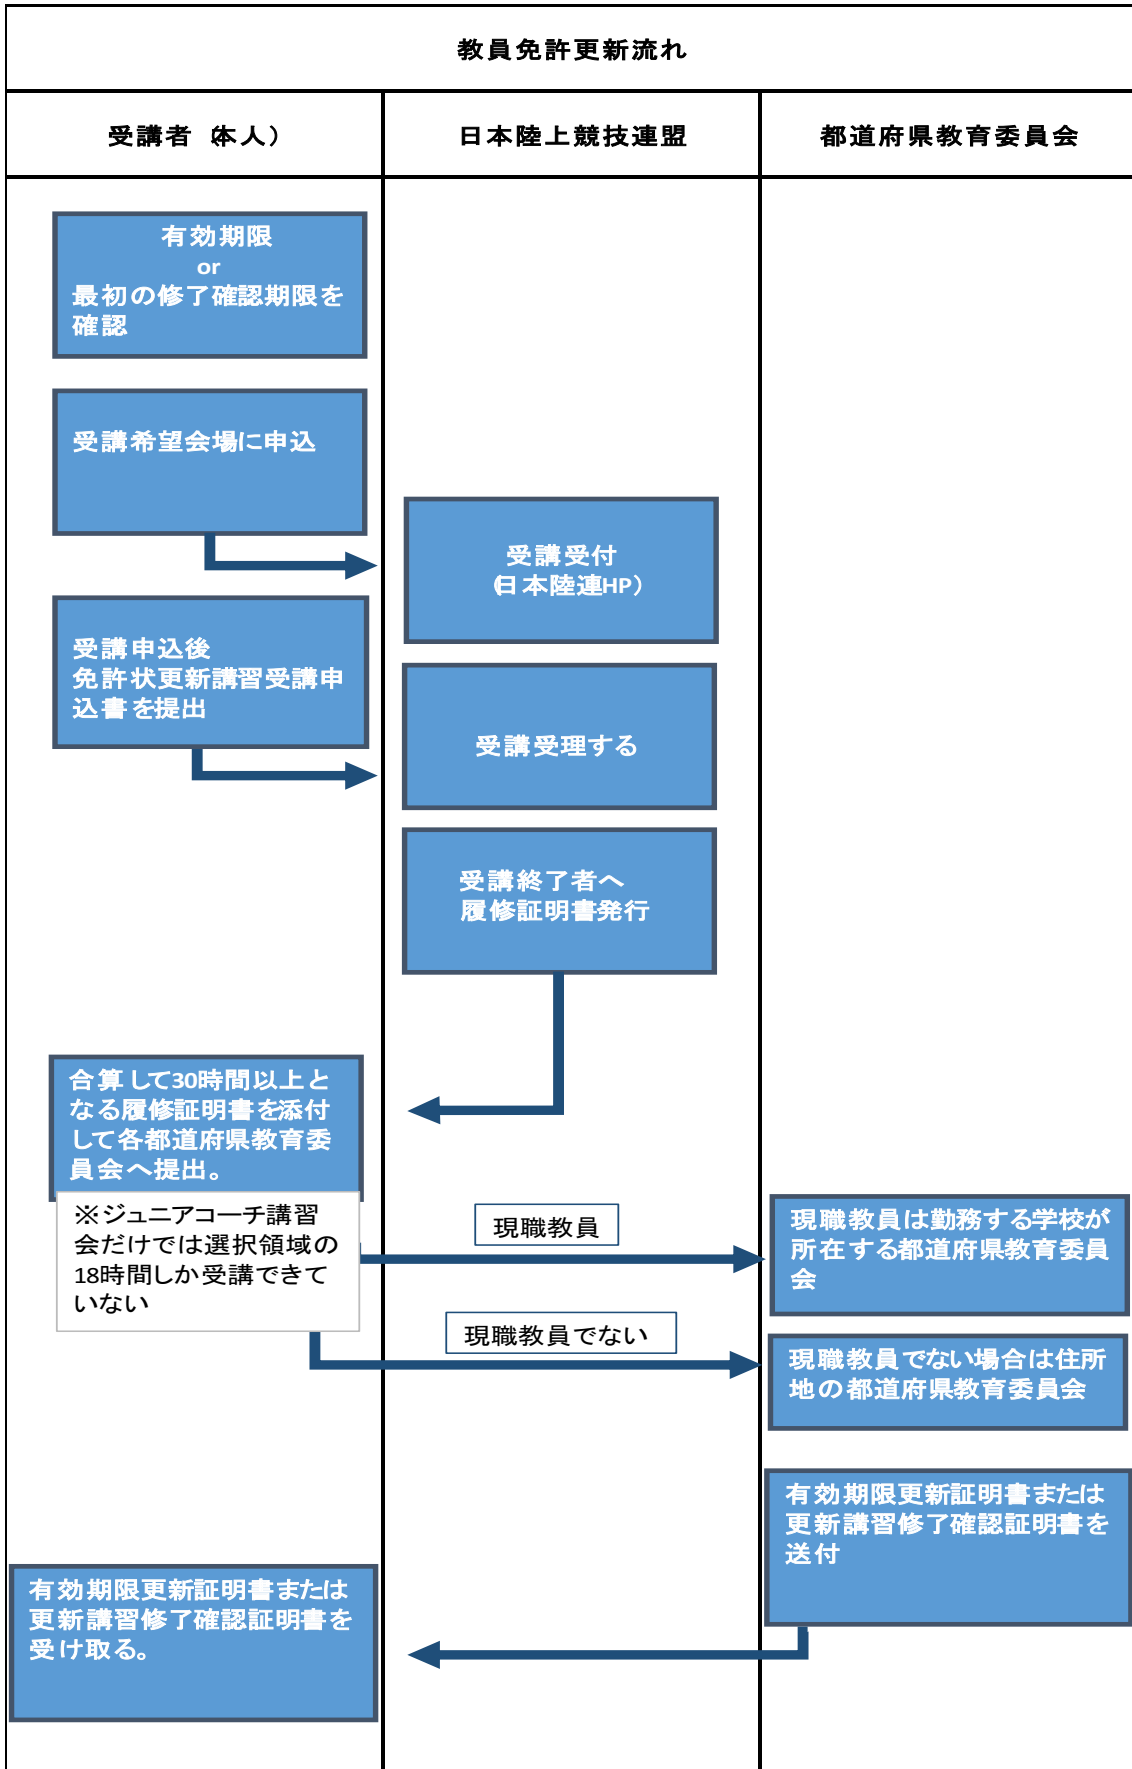 教員免許更新流れ
受講者（本人）
日本陸上競技連盟
都道府県教育委員会
有効期限
or
最初の修了確認期限を
確認
受講希望会場に申込
受講受付
（日本陸連HP）
受講申込後
免許状更新講習受講申
込書を提出
受講受理する
受講終了者へ
履修証明書発行
合算して30時間以上と
なる履修証明書を添付
して各都道府県教育委
員会へ提出。
※ジュニアコーチ講習
会だけでは選択領域の
18時間しか受講できて
いない
現職教員
現職教員は勤務する学校が
所在する都道府県教育委員
会
現職教員でない
現職教員でない場合は住所
地の都道府県教育委員会
有効期限更新証明書または
更新講習修了確認証明書を
送付
有効期限更新証明書または
更新講習修了確認証明書を
受け取る。